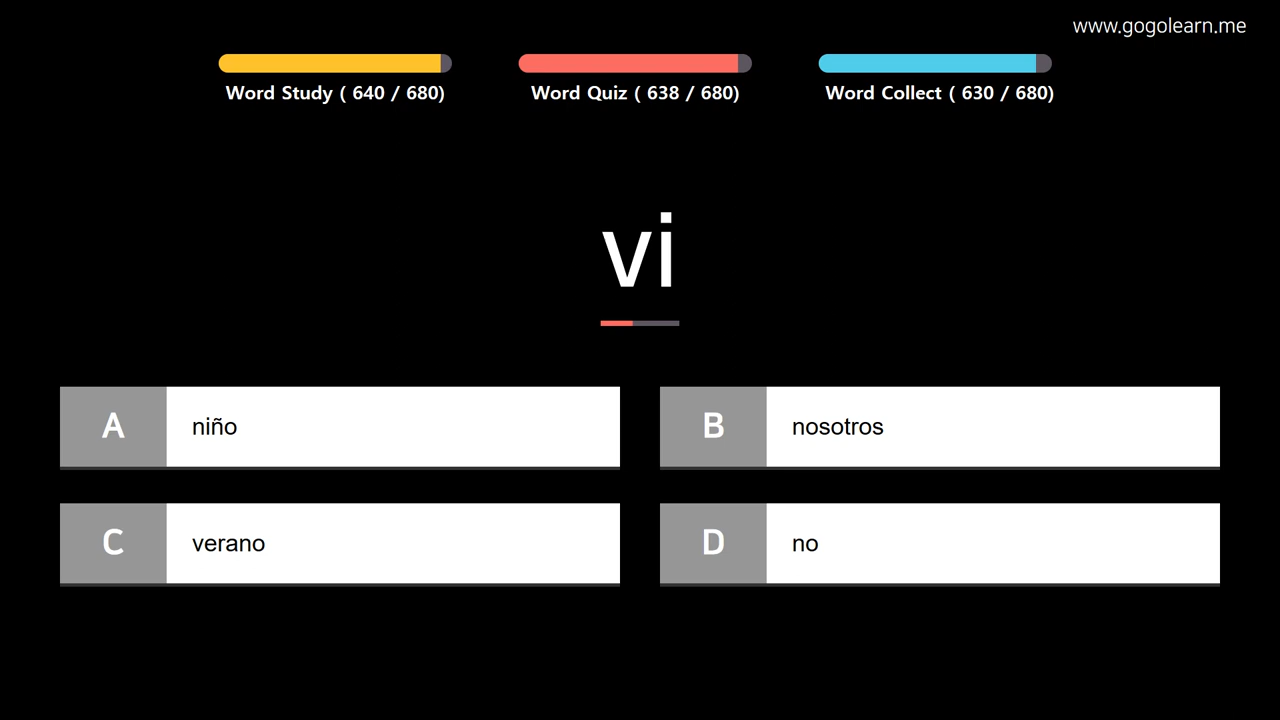 www.gogolearn.me
Word Study ( 640 / 680)
Word Quiz ( 638 / 680)
Word Collect ( 630 / 680)
vi
A niño
B nosotros
C verano
D no